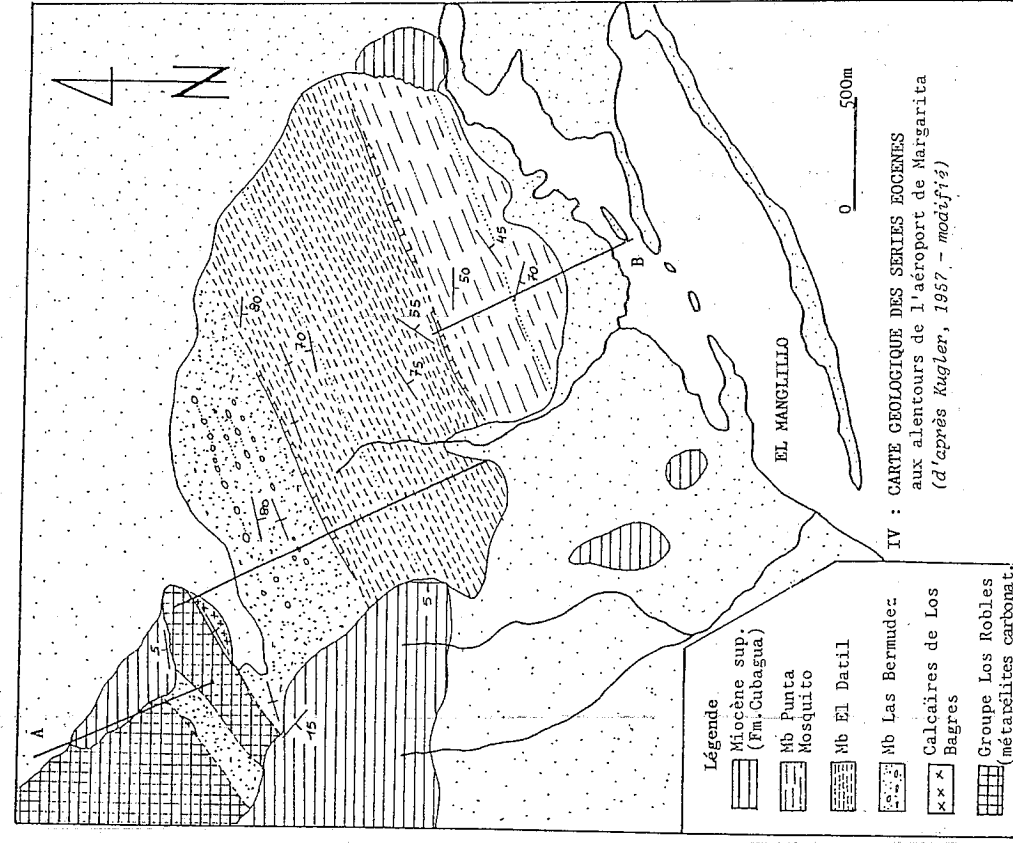 N
A
5
15
5
80
80
70
75
55
50
45
70
B
EL MANGLILLO
0 500m
IV : CARTE GEOLOGIQUE DES SERIES EOCENES
aux alentours de l'aéroport de Margarita
(d'après Kugler, 1957 - modifié)
Légende
Miocène sup.
(Fm.Cubagua)
Mb Punta
Mosquito
Mb El Datil
Mb Las Bermudez
Calcaires de Los
Bagres
Groupe Los Robles
(métapélites carbonat.